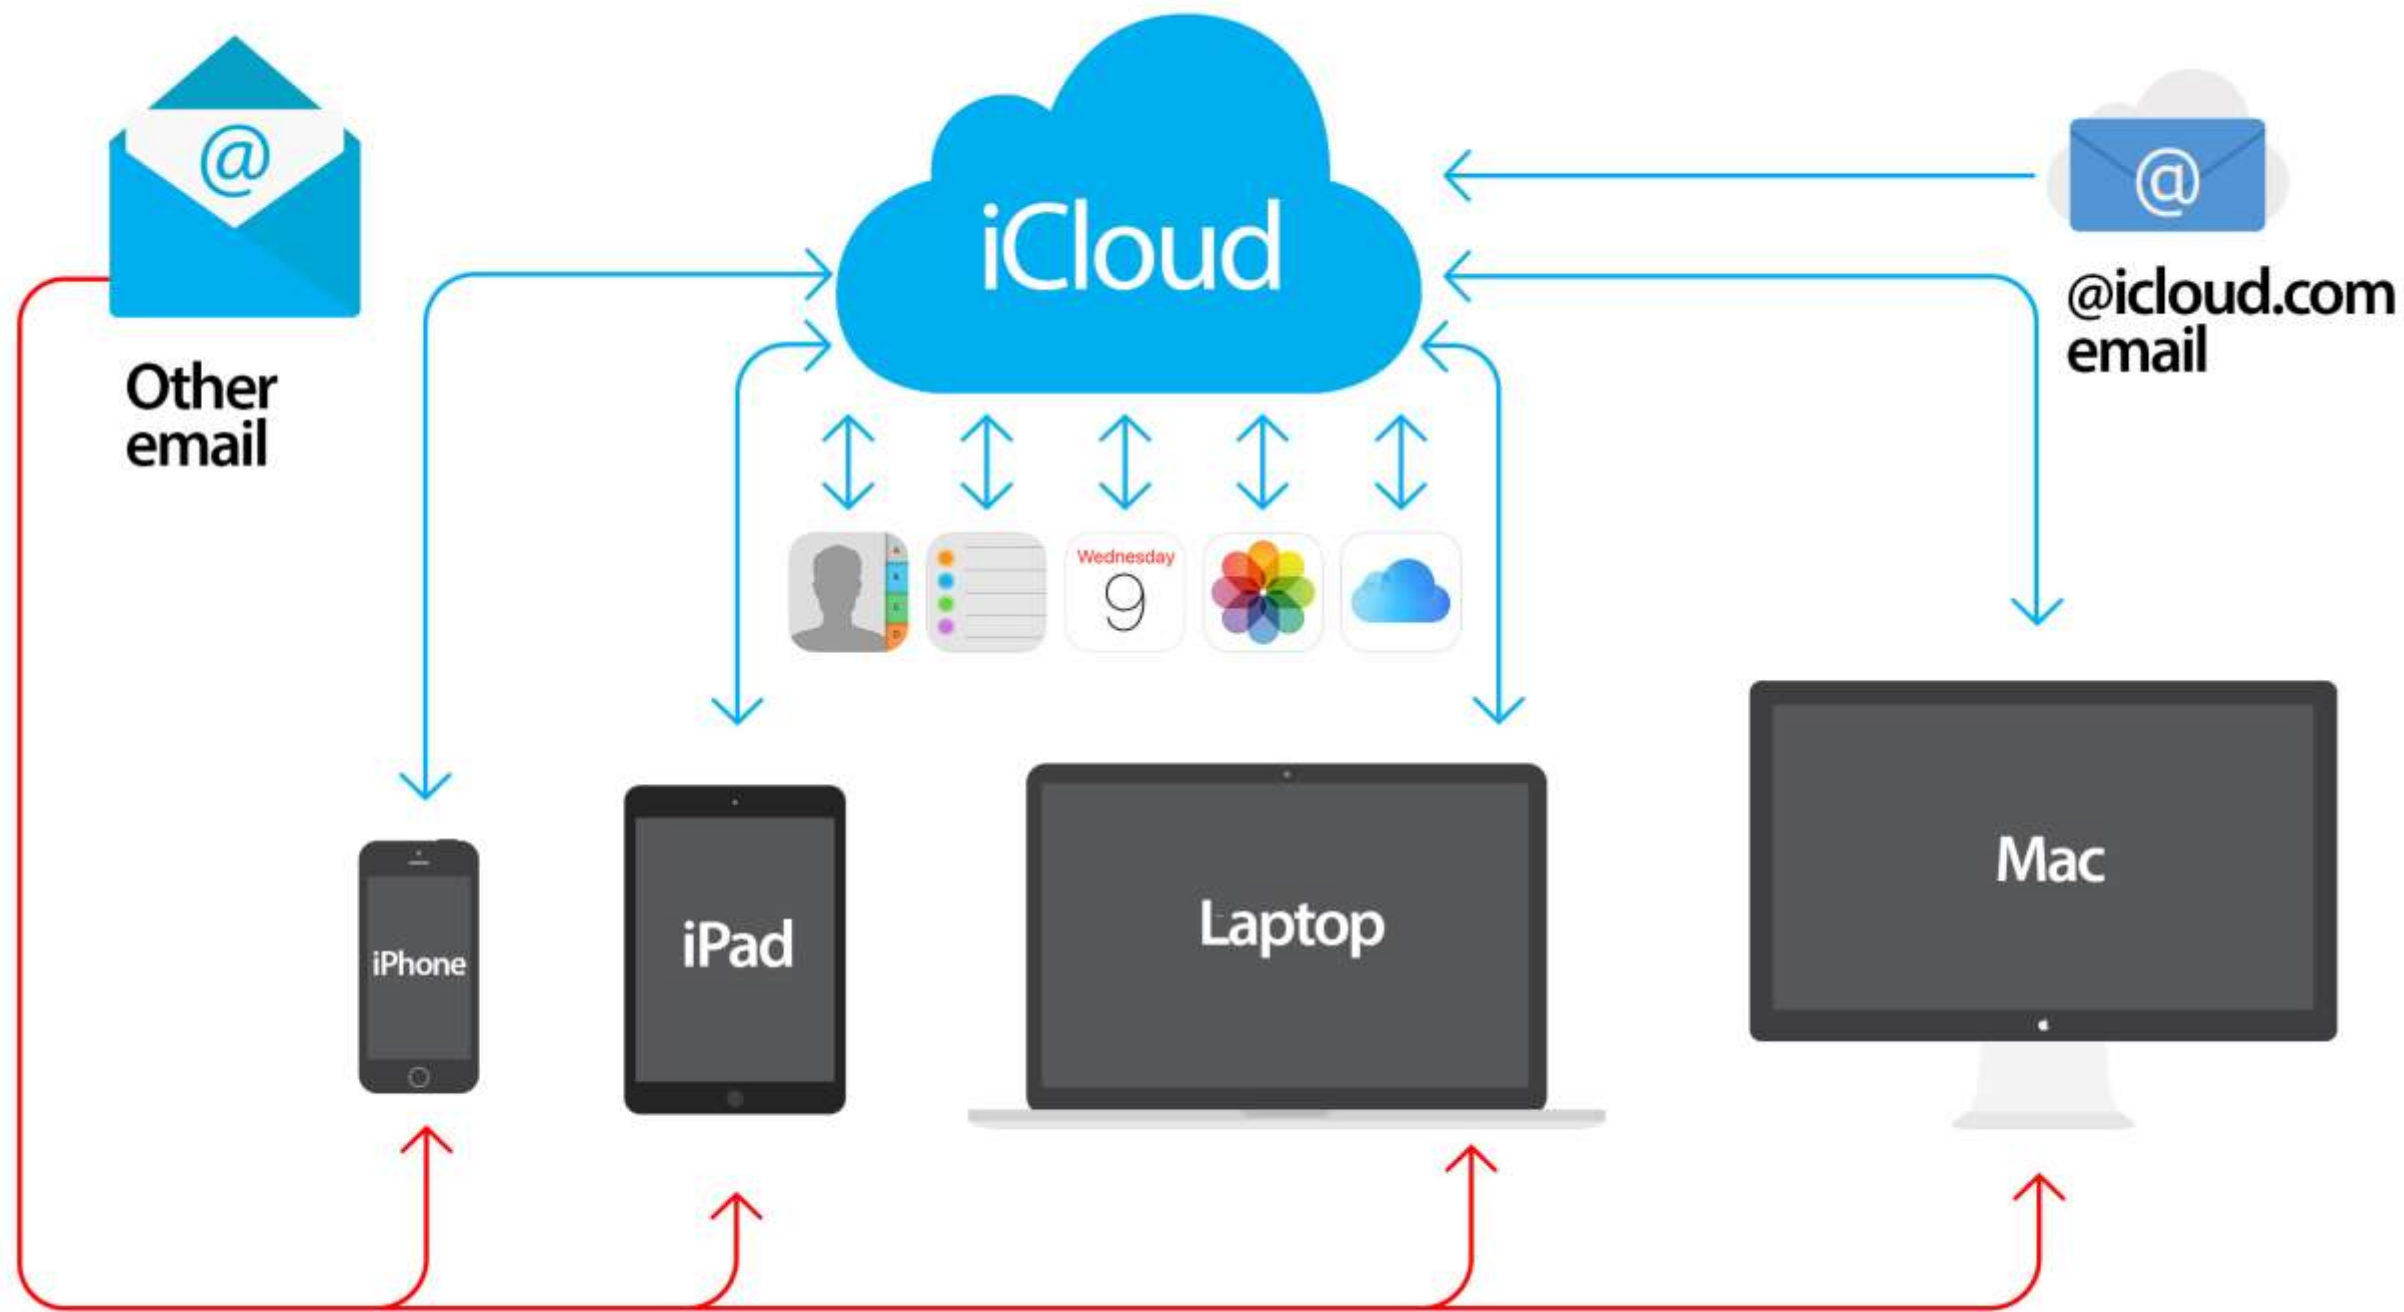 @
iCloud
@
@icloud.com
email
Other
email
Wednesday
9
A
D
iPhone
iPad
Laptop
Mac